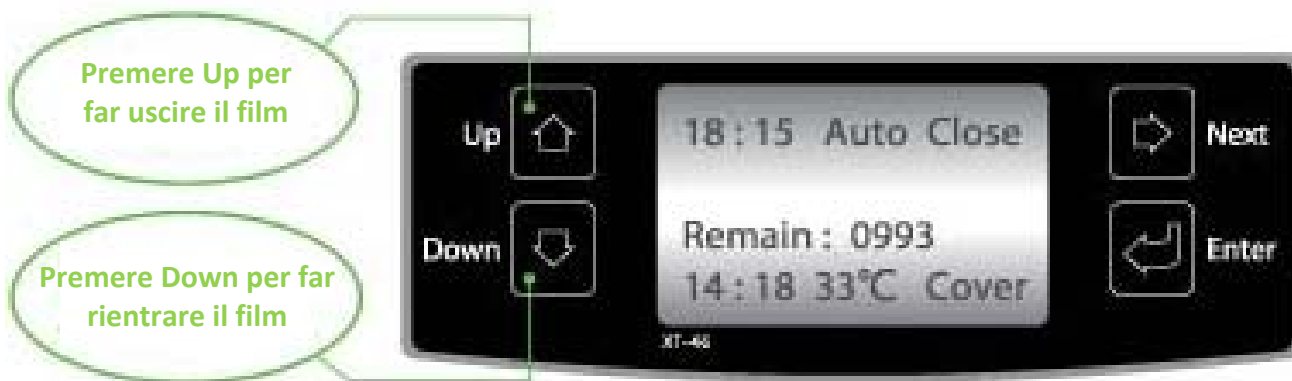 Premere Up per
far uscire il film
Up
18:15 Auto Close
Next
Remain: 0993
Down
Enter
14:18 33℃ Cover
Premere Down per far
rientrare il film
XT-46